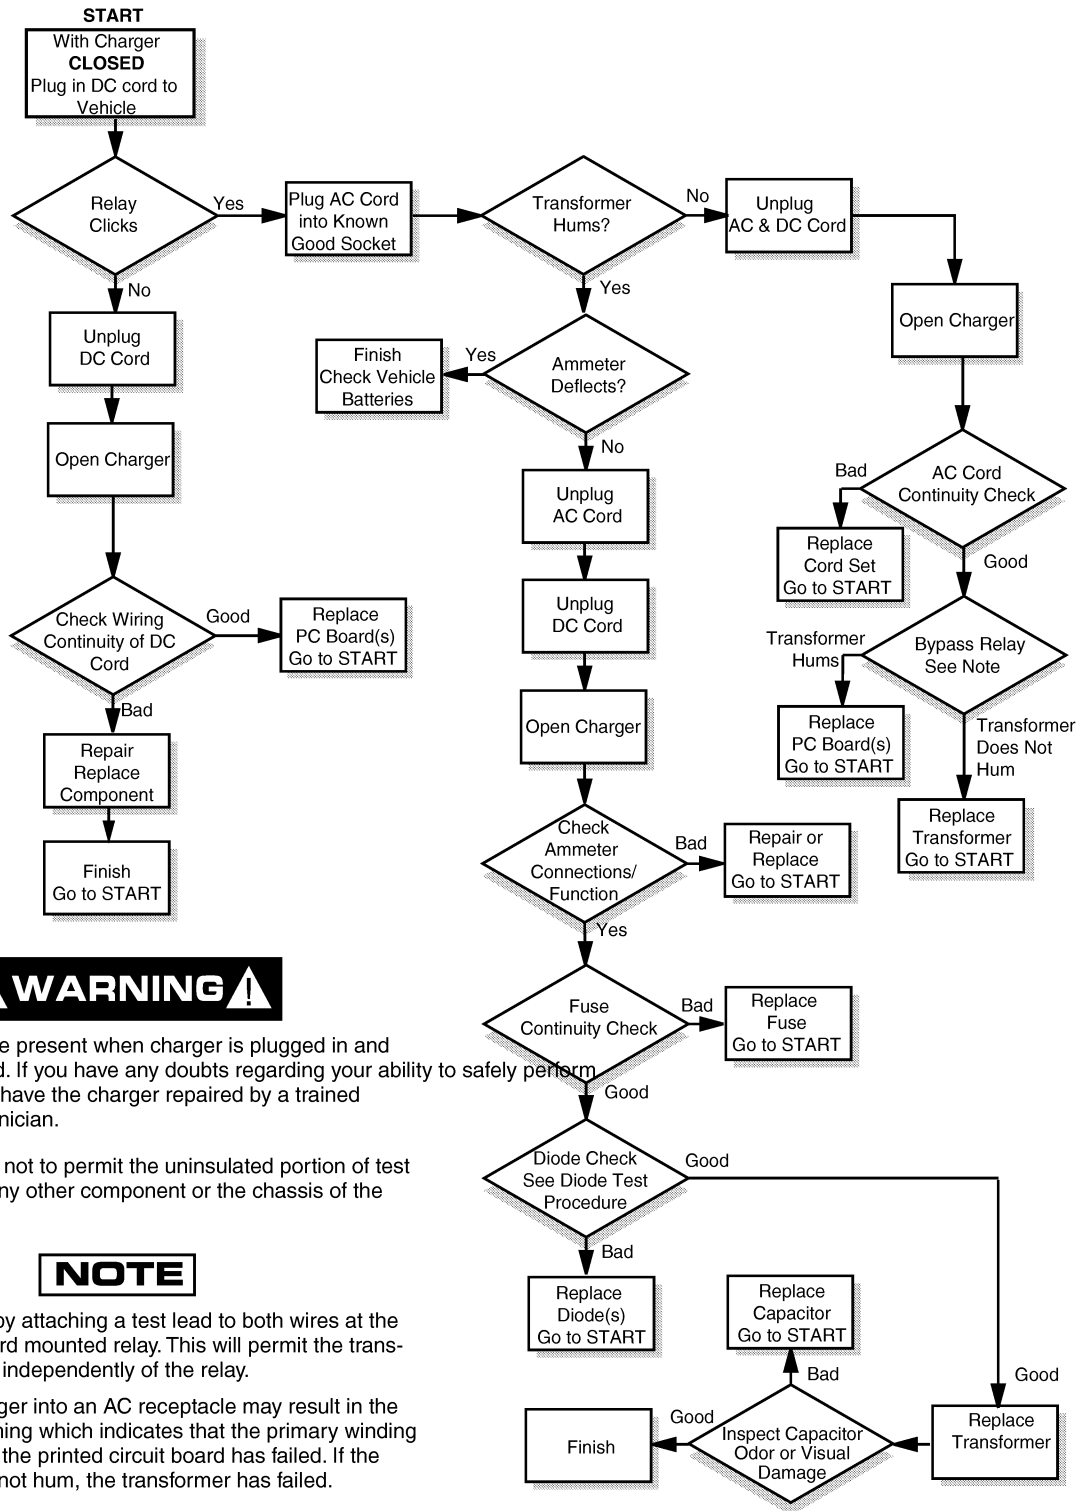 START
With Charger
CLOSED
Plug in DC cord to
Vehicle
Relay
Clicks
Yes
Plug AC Cord
into Known
Good Socket
Transformer
Hums?
No
Unplug
AC & DC Cord
No
Yes
Unplug
DC Cord
Open Charger
Finish
Check Vehicle
Batteries
Yes
Ammeter
Deflects?
No
Open Charger
Unplug
AC Cord
Bad
AC Cord
Continuity Check
Replace
Cord Set
Go to START
Good
Check Wiring
Continuity of DC
Cord
Good
Replace
PC Board(s)
Go to START
Unplug
DC Cord
Transformer
Hums
Bypass Relay
See Note
Bad
Repair
Replace
Component
Open Charger
Replace
PC Board(s)
Go to START
Transformer
Does Not
Hum
Replace
Transformer
Go to START
Finish
Go to START
Check
Ammeter
Connections/
Function
Bad
Repair or
Replace
Go to START
Yes
Fuse
Continuity Check
Bad
Replace
Fuse
Go to START
Good
WARNING
e present when charger is plugged in and
d. If you have any doubts regarding your ability to safely perform
have the charger repaired by a trained
nician.
not to permit the uninsulated portion of test
ny other component or the chassis of the
Diode Check
See Diode Test
Procedure
Good
Bad
Replace
Diode(s)
Go to START
Replace
Capacitor
Go to START
Bad
Good
Replace
Transformer
Inspect Capacitor
Odor or Visual
Damage
Good
Finish
NOTE
by attaching a test lead to both wires at the
rd mounted relay. This will permit the trans-
independently of the relay.
ger into an AC receptacle may result in the
ning which indicates that the primary winding
the printed circuit board has failed. If the
not hum, the transformer has failed.